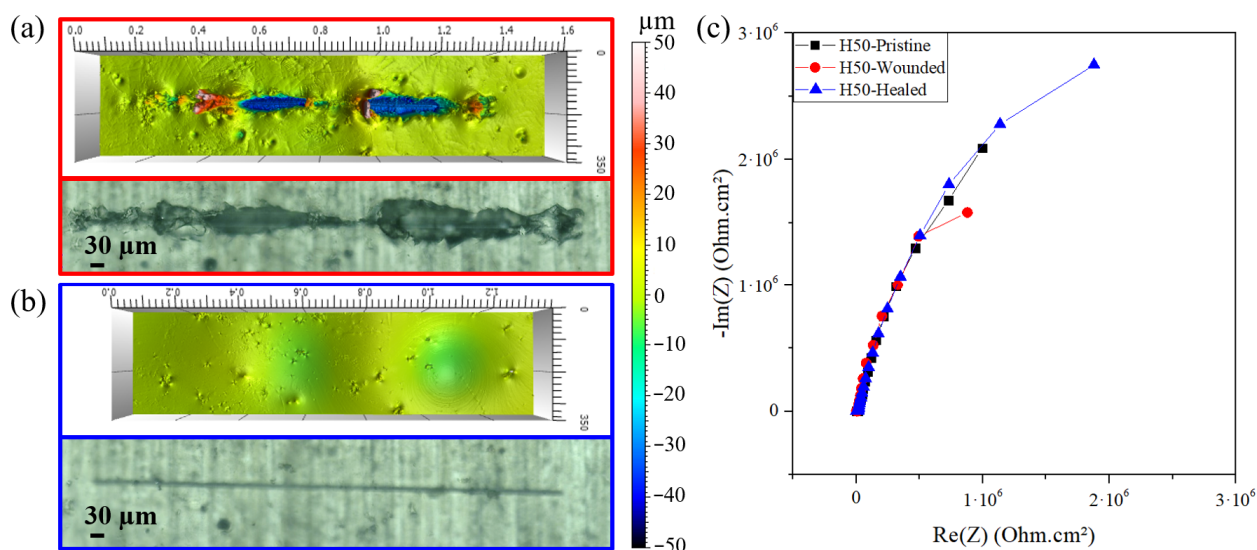 (a)
0.0 0.2 0.4 0.6 0.8 1.0 1.2 1.4 1.6
0
350
30 µm
(b)
0.0 0.2 0.4 0.6 0.8 1.0 1.2
0
350
30 µm
µm
50
40
30
20
10
0
−10
−20
−30
−40
−50
(c)
H50-Pristine
H50-Wounded
H50-Healed
-Im(Z) (Ohm.cm²)
3·10⁶
2·10⁶
1·10⁶
0
0 1·10⁶ 2·10⁶ 3·10⁶
Re(Z) (Ohm.cm²)